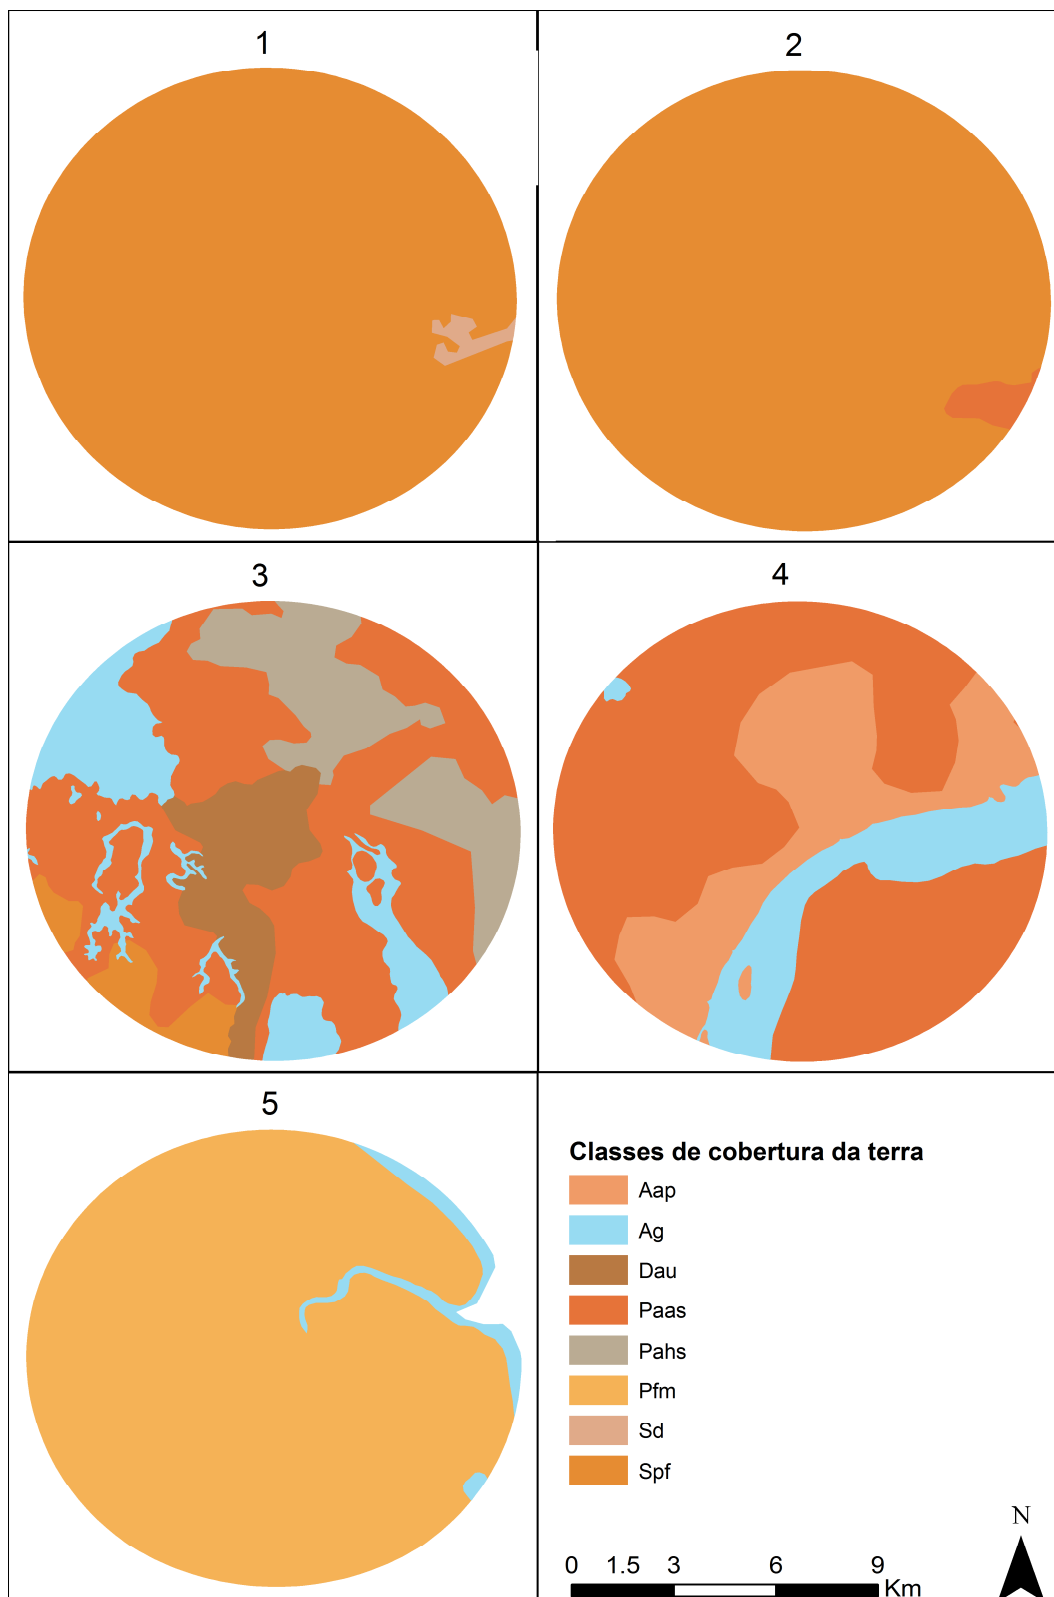 1
2
3
4
5
Classes de cobertura da terra
Aap
Ag
Dau
Paas
Pahs
Pfm
Sd
Spf
N
0 1.5 3 6 9
Km